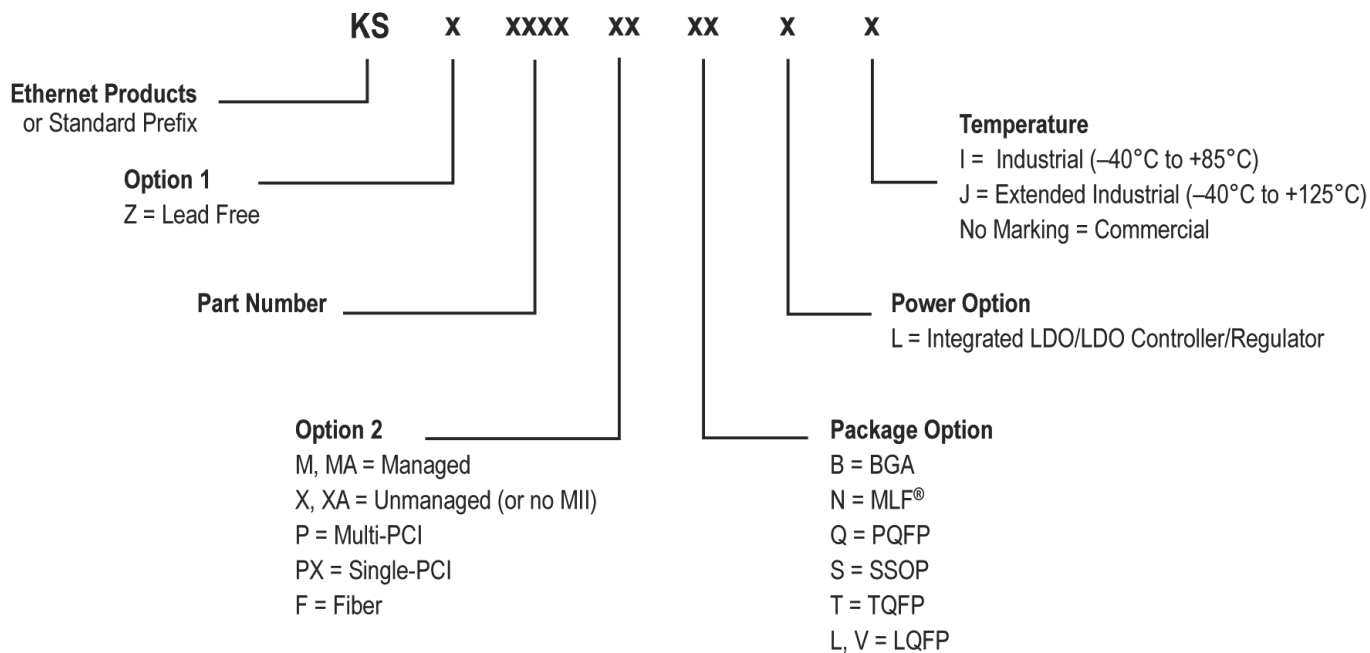 KS x xxxx xx xx x x
Ethernet Products
or Standard Prefix
Option 1
Z = Lead Free
Part Number
Option 2
M, MA = Managed
X, XA = Unmanaged (or no MII)
P = Multi-PCI
PX = Single-PCI
F = Fiber
Temperature
I = Industrial (–40°C to +85°C)
J = Extended Industrial (–40°C to +125°C)
No Marking = Commercial
Power Option
L = Integrated LDO/LDO Controller/Regulator
Package Option
B = BGA
N = MLF®
Q = PQFP
S = SSOP
T = TQFP
L, V = LQFP